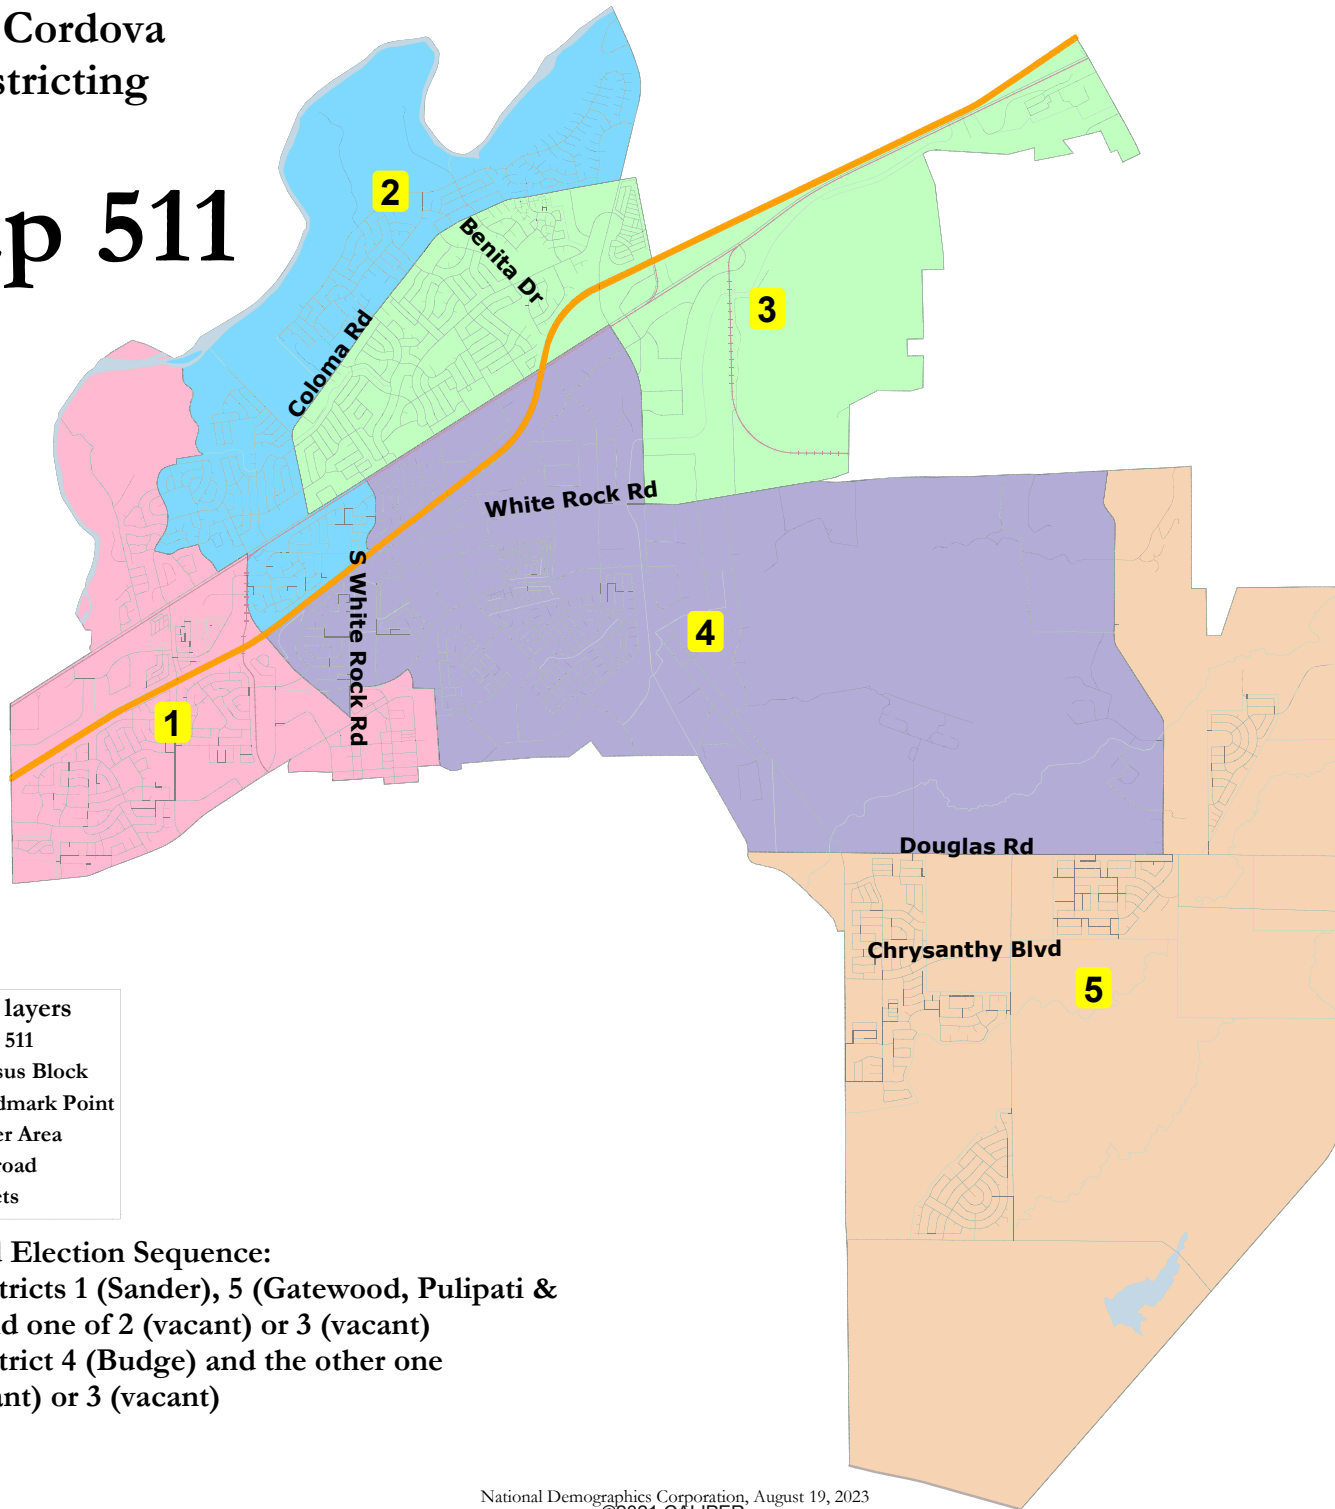 Cordova
stricting
p 511
2
Benita Dr
3
Coloma Rd
White Rock Rd
S White Rock Rd
4
1
Douglas Rd
Chrysanthy Blvd
5
layers
511
sus Block
dmark Point
er Area
road
ets
d Election Sequence:
tricts 1 (Sander), 5 (Gatewood, Pulipati &
d one of 2 (vacant) or 3 (vacant)
trict 4 (Budge) and the other one
ant) or 3 (vacant)
National Demographics Corporation, August 19, 2023
©2021 CALIPER